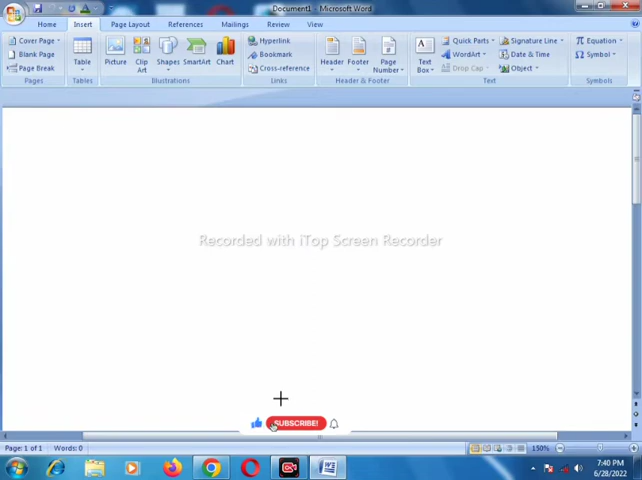 Document1 - Microsoft Word
Home Insert Page Layout References Mailings Review View
Cover Page
Blank Page
Page Break
Pages
Table
Tables
Picture
Clip Art
Shapes
SmartArt
Chart
Illustrations
Hyperlink
Bookmark
Cross-reference
Links
Header
Footer
Page Number
Header & Footer
Text Box
Quick Parts
WordArt
Drop Cap
Signature Line
Date & Time
Object
Text
Equation
Symbol
Symbols
Recorded with iTop Screen Recorder
SUBSCRIBE!
Page: 1 of 1 Words: 0 150%
7:40 PM
6/28/2022